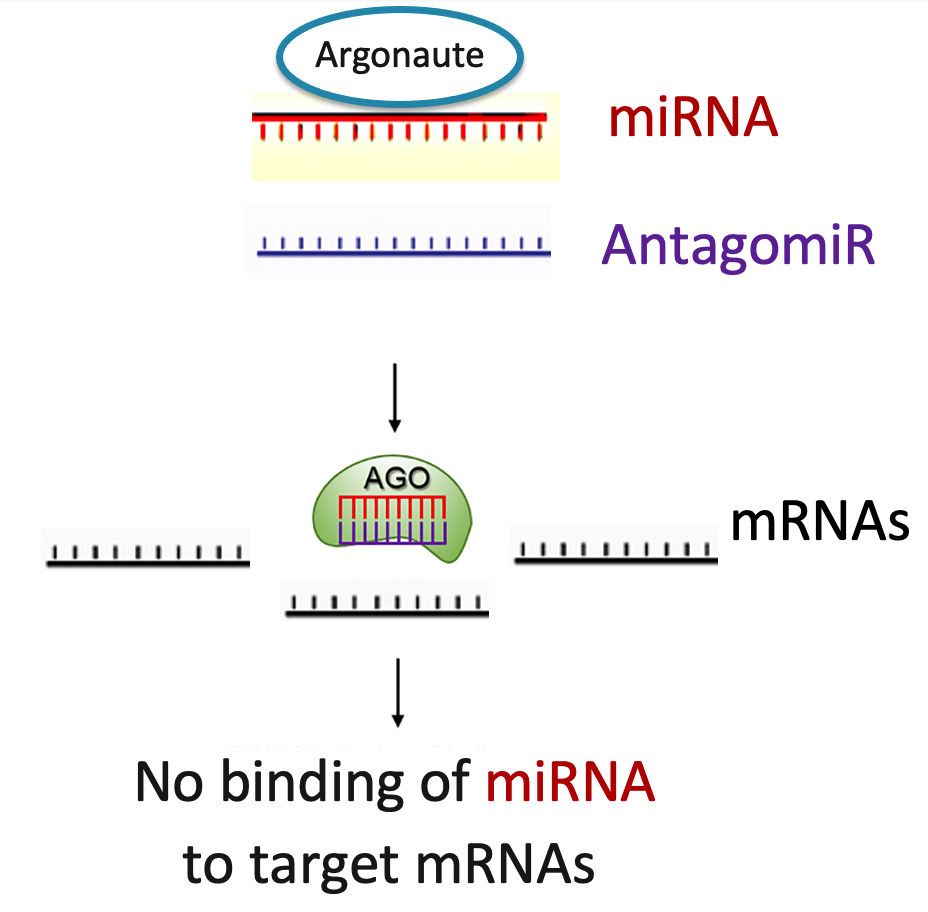 Argonaute
miRNA
AntagomiR
AGO
mRNAs
No binding of miRNA
to target mRNAs